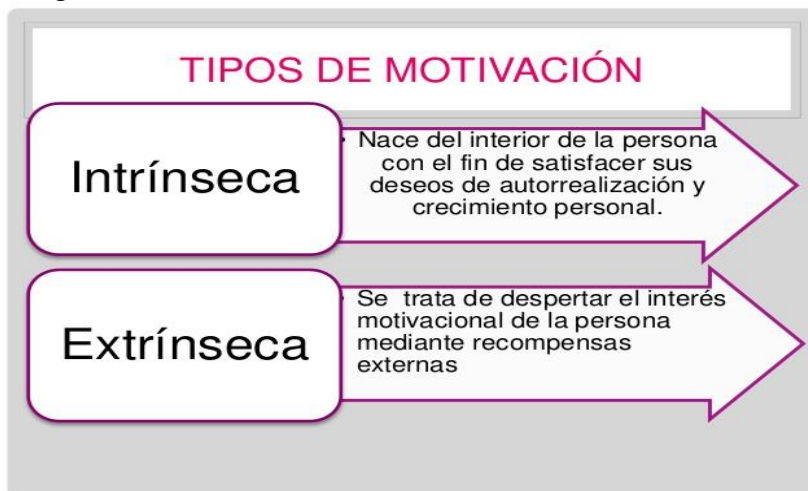 TIPOS DE MOTIVACIÓN
Intrínseca
• Nace del interior de la persona
con el fin de satisfacer sus
deseos de autorrealización y
crecimiento personal.
Extrínseca
• Se trata de despertar el interés
motivacional de la persona
mediante recompensas
externas